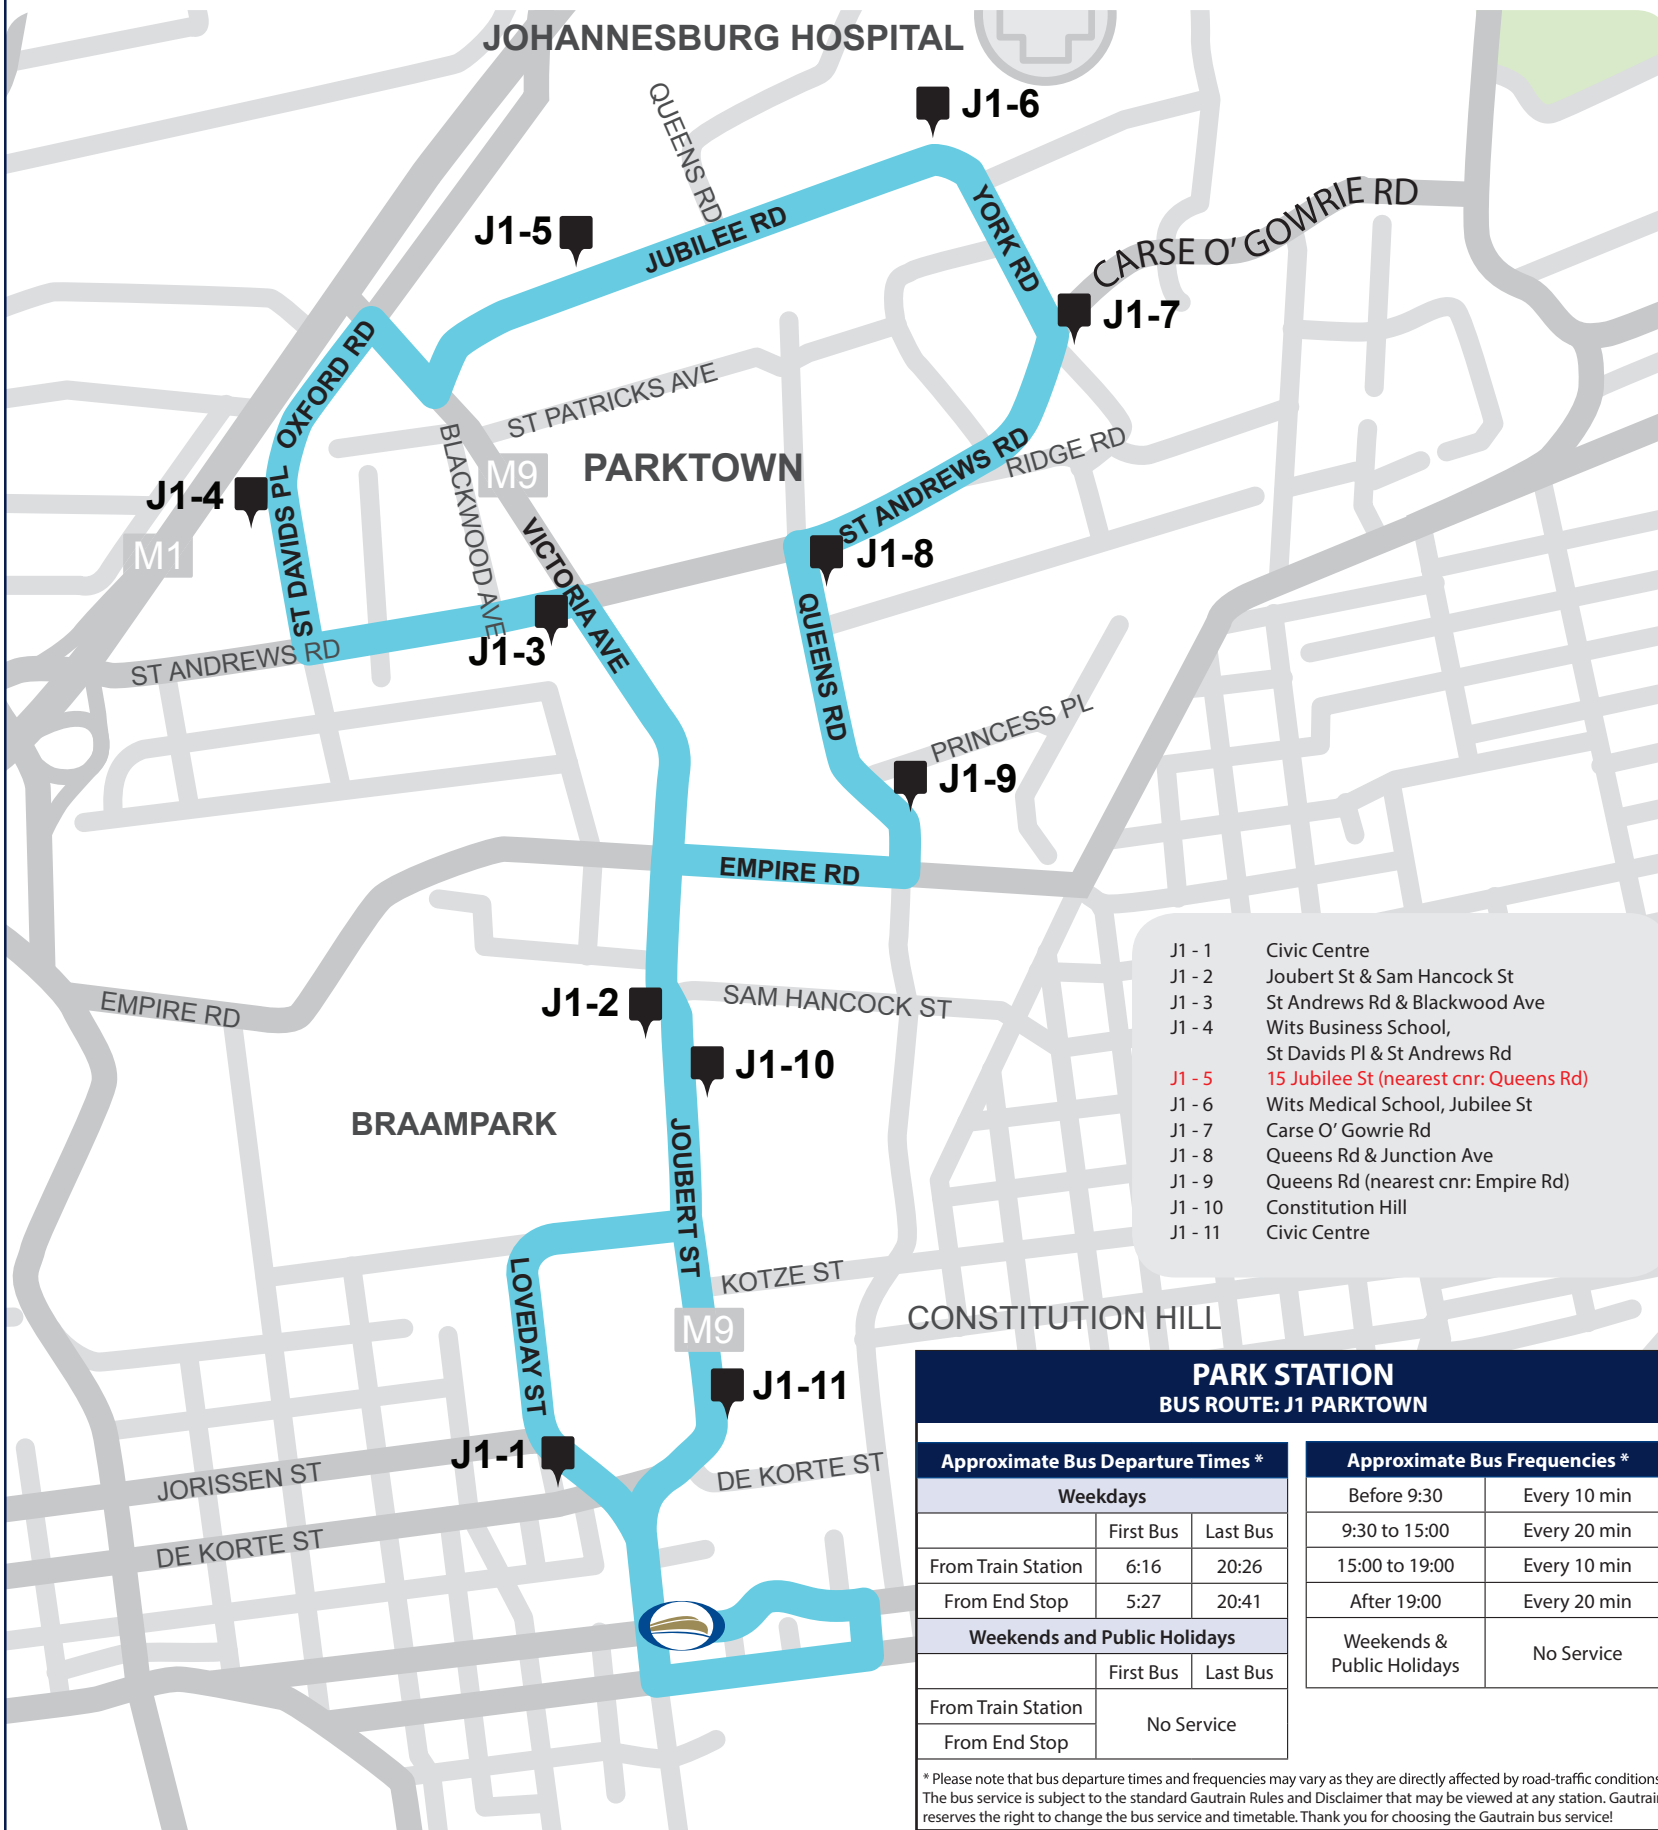 JOHANNESBURG HOSPITAL
QUEENS RD
J1-6
J1-5
JUBILEE RD
YORK RD
CARSE O' GOWRIE RD
J1-7
OXFORD RD
ST PATRICKS AVE
BLACKWOOD AVE
M9
PARKTOWN
ST ANDREWS RD
RIDGE RD
J1-4
ST DAVIDS PL
M1
VICTORIA AVE
J1-8
J1-3
ST ANDREWS RD
QUEENS RD
PRINCESS PL
J1-9
EMPIRE RD
EMPIRE RD
J1-2
SAM HANCOCK ST
J1-10
BRAAMPARK
JOUBERT ST
LOVEDAY ST
KOTZE ST
M9
CONSTITUTION HILL
J1-11
J1-1
JORISSEN ST
DE KORTE ST
DE KORTE ST
J1 - 1 Civic Centre
J1 - 2 Joubert St & Sam Hancock St
J1 - 3 St Andrews Rd & Blackwood Ave
J1 - 4 Wits Business School,
St Davids Pl & St Andrews Rd
J1 - 5 15 Jubilee St (nearest cnr: Queens Rd)
J1 - 6 Wits Medical School, Jubilee St
J1 - 7 Carse O' Gowrie Rd
J1 - 8 Queens Rd & Junction Ave
J1 - 9 Queens Rd (nearest cnr: Empire Rd)
J1 - 10 Constitution Hill
J1 - 11 Civic Centre
PARK STATION
BUS ROUTE: J1 PARKTOWN
Approximate Bus Departure Times *
Weekdays
First Bus Last Bus
From Train Station 6:16 20:26
From End Stop 5:27 20:41
Weekends and Public Holidays
First Bus Last Bus
From Train Station
No Service
From End Stop
Approximate Bus Frequencies *
Before 9:30 Every 10 min
9:30 to 15:00 Every 20 min
15:00 to 19:00 Every 10 min
After 19:00 Every 20 min
Weekends &
Public Holidays No Service
* Please note that bus departure times and frequencies may vary as they are directly affected by road-traffic conditions
The bus service is subject to the standard Gautrain Rules and Disclaimer that may be viewed at any station. Gautrain
reserves the right to change the bus service and timetable. Thank you for choosing the Gautrain bus service!